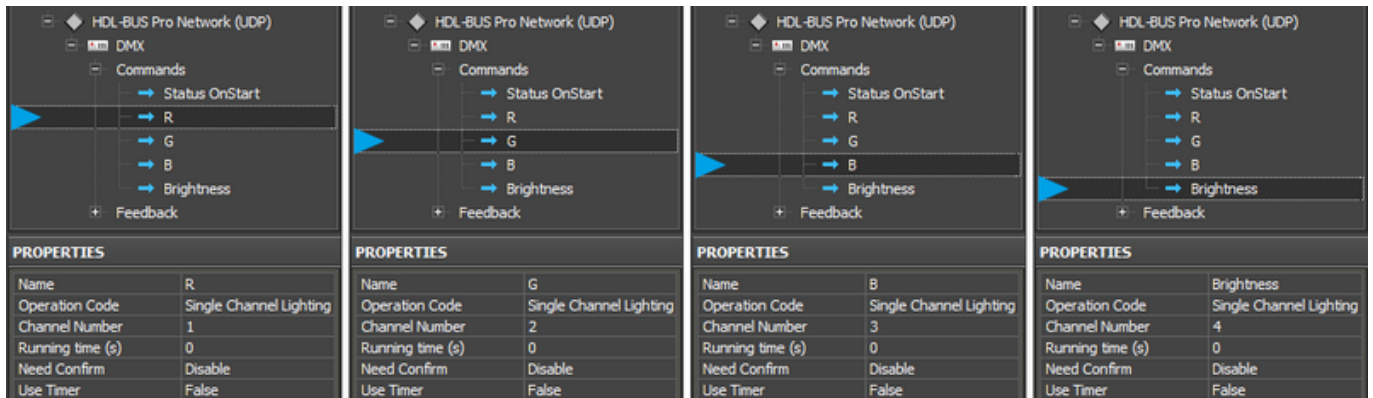 HDL-BUS Pro Network (UDP)
DMX
Commands
Status OnStart
R
G
B
Brightness
Feedback
PROPERTIES
Name R
Operation Code Single Channel Lighting
Channel Number 1
Running time (s) 0
Need Confirm Disable
Use Timer False
HDL-BUS Pro Network (UDP)
DMX
Commands
Status OnStart
R
G
B
Brightness
Feedback
PROPERTIES
Name G
Operation Code Single Channel Lighting
Channel Number 2
Running time (s) 0
Need Confirm Disable
Use Timer False
HDL-BUS Pro Network (UDP)
DMX
Commands
Status OnStart
R
G
B
Brightness
Feedback
PROPERTIES
Name B
Operation Code Single Channel Lighting
Channel Number 3
Running time (s) 0
Need Confirm Disable
Use Timer False
HDL-BUS Pro Network (UDP)
DMX
Commands
Status OnStart
R
G
B
Brightness
Feedback
PROPERTIES
Name Brightness
Operation Code Single Channel Lighting
Channel Number 4
Running time (s) 0
Need Confirm Disable
Use Timer False